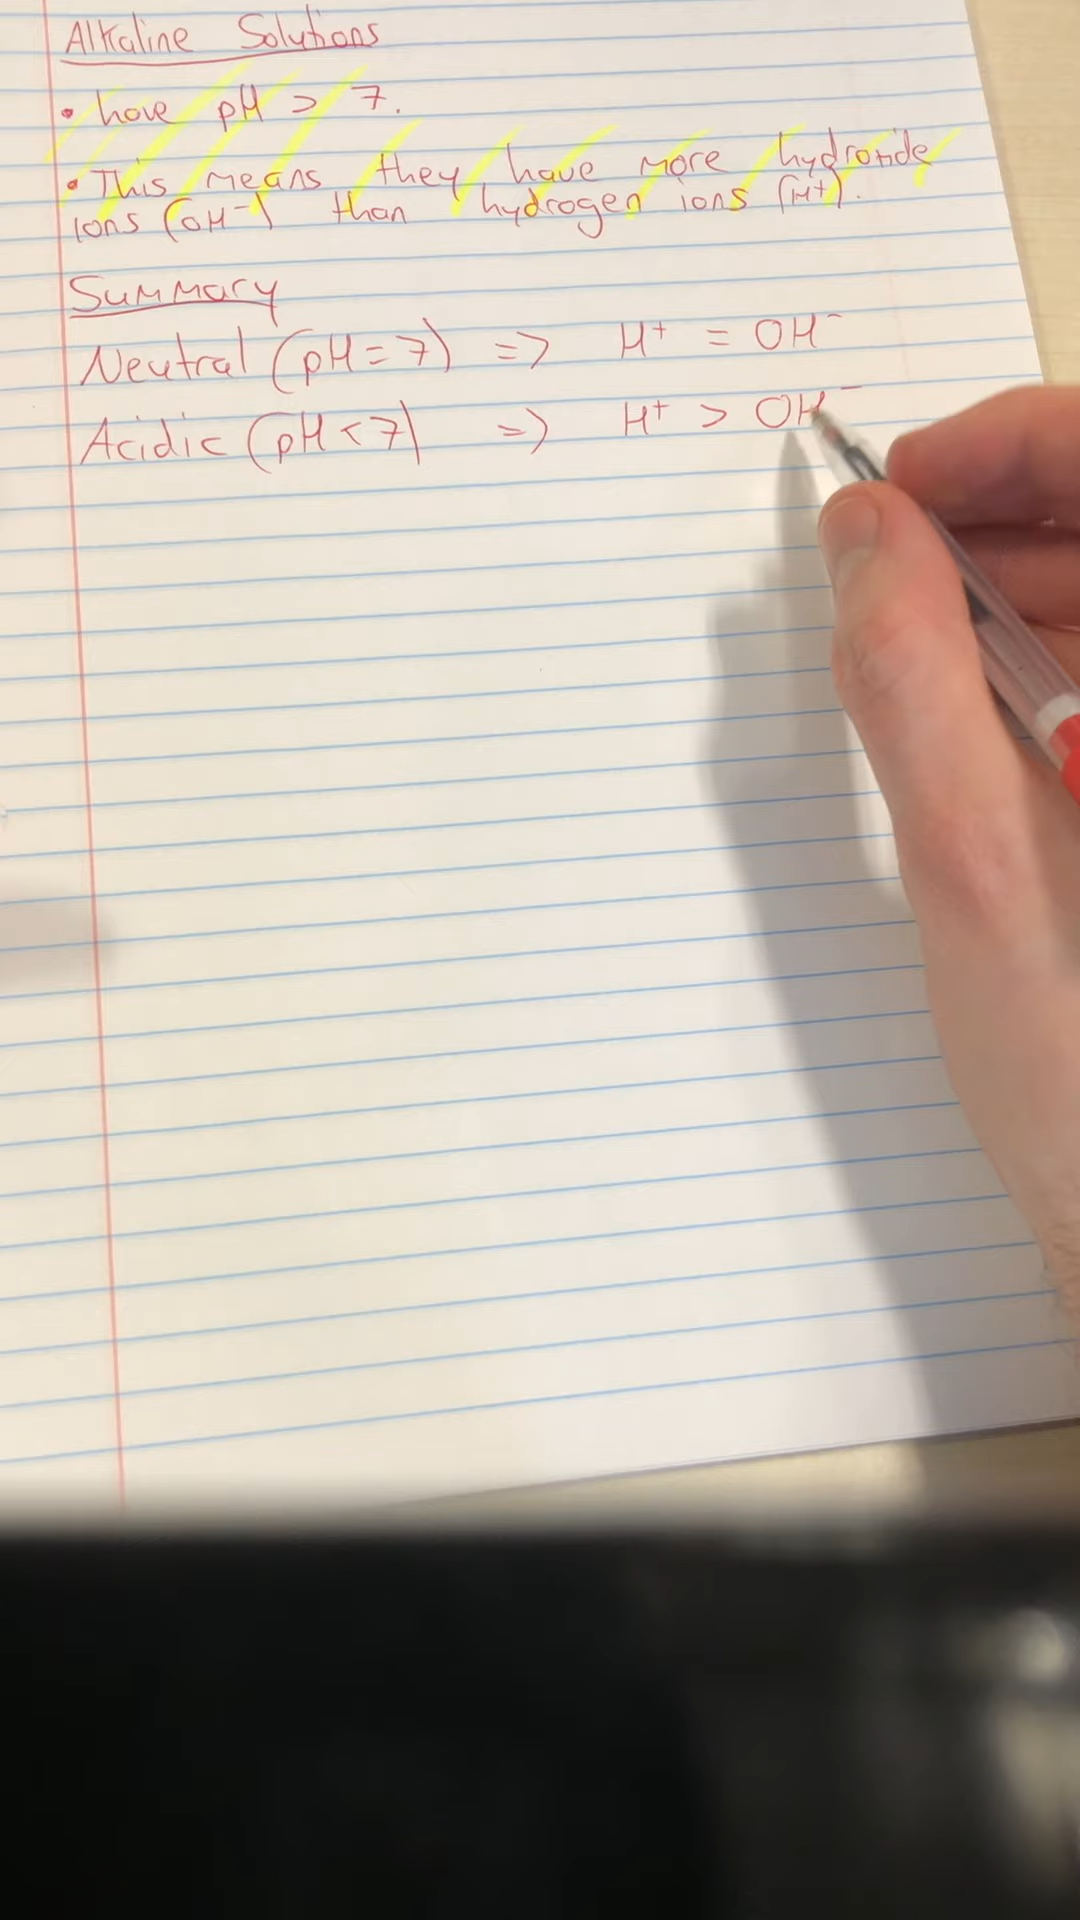 Alkaline Solutions
• have pH > 7.
• This means they have more hydroxide
ions (OH⁻) than hydrogen ions (H⁺).
Summary
Neutral (pH = 7) => H⁺ = OH⁻
Acidic (pH < 7) => H⁺ > OH⁻